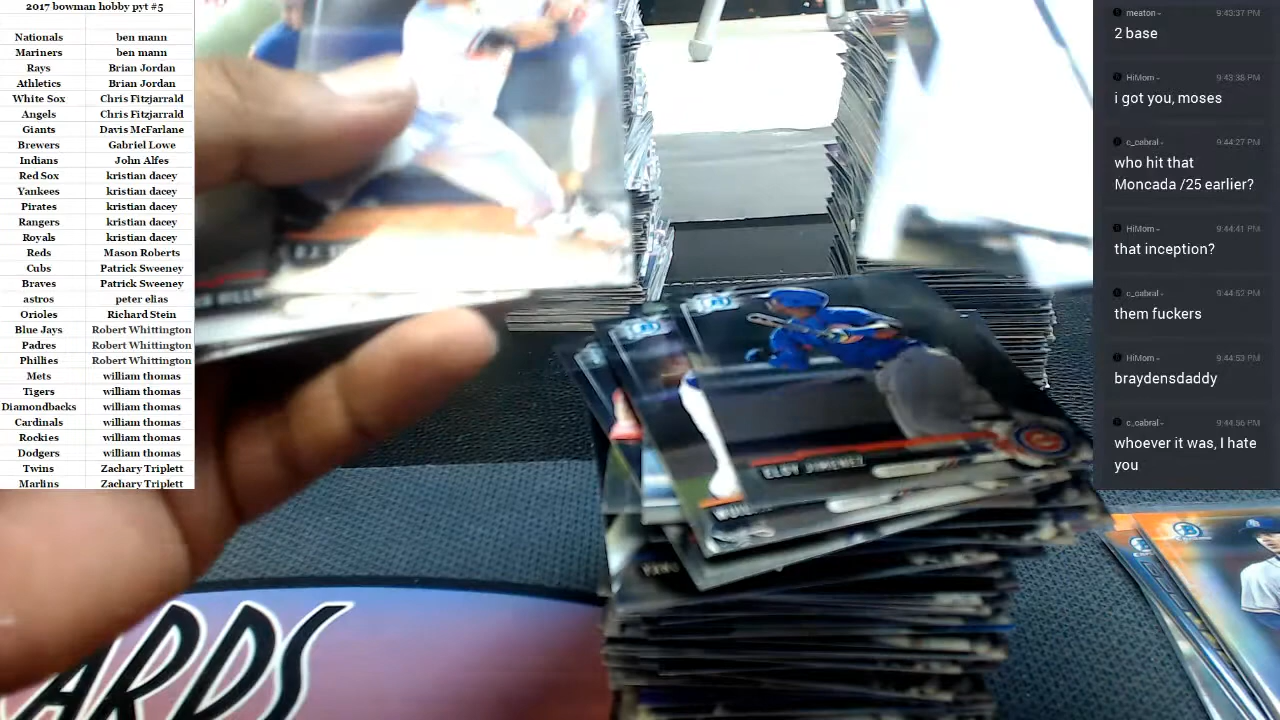 2017 bowman hobby pyt #5
Nationals ben mann
Mariners ben mann
Rays Brian Jordan
Athletics Brian Jordan
White Sox Chris Fitzjarrald
Angels Chris Fitzjarrald
Giants Davis McFarlane
Brewers Gabriel Lowe
Indians John Alfes
Red Sox kristian dacey
Yankees kristian dacey
Pirates kristian dacey
Rangers kristian dacey
Royals kristian dacey
Reds Mason Roberts
Cubs Patrick Sweeney
Braves Patrick Sweeney
astros peter elias
Orioles Richard Stein
Blue Jays Robert Whittington
Padres Robert Whittington
Phillies Robert Whittington
Mets william thomas
Tigers william thomas
Diamondbacks william thomas
Cardinals william thomas
Rockies william thomas
Dodgers william thomas
Twins Zachary Triplett
Marlins Zachary Triplett
ELOY JIMENEZ
ARDS
meaton - 9:43:37 PM
2 base
HiMom - 9:43:38 PM
i got you, moses
c_cabral - 9:44:27 PM
who hit that
Moncada /25 earlier?
HiMom - 9:44:41 PM
that inception?
c_cabral - 9:44:52 PM
them fuckers
HiMom - 9:44:53 PM
braydensdaddy
c_cabral - 9:44:56 PM
whoever it was, I hate
you